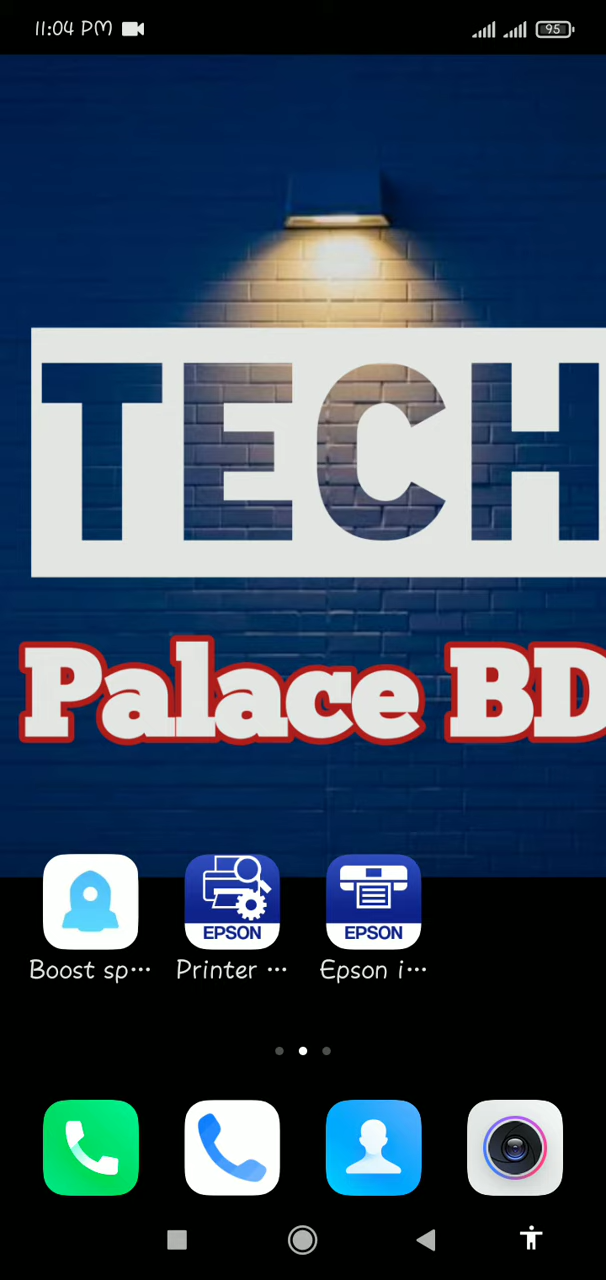 11:04 PM
95
TECH
Palace BD
EPSON
EPSON
Boost sp...
Printer ...
Epson i...